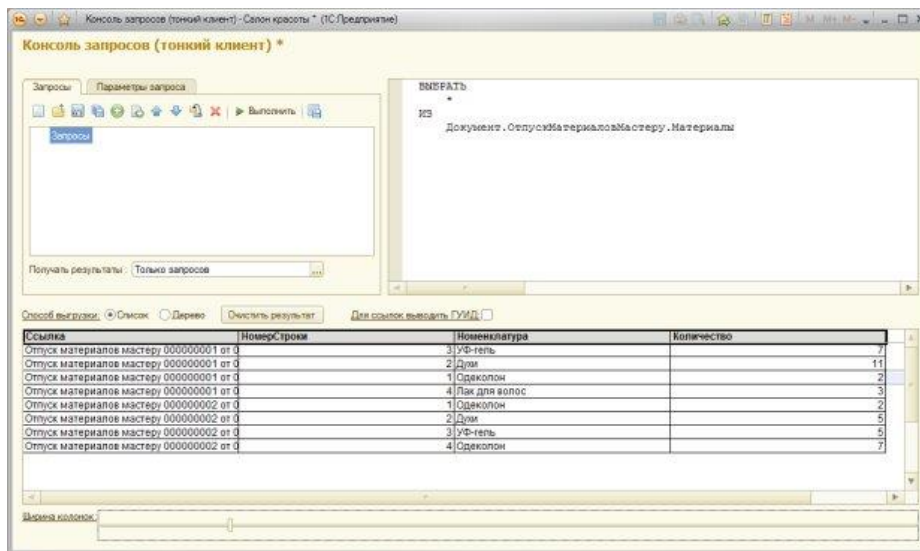 Консоль запросов (тонкий клиент) - Салон красоты * (1С:Предприятие)
M M+ M-
Консоль запросов (тонкий клиент) *
Запросы Параметры запроса
Выполнить
Запросы
Получать результаты: Только запросов ...
ВЫБРАТЬ
*
ИЗ
Документ.ОтпускМатериаловМастеру.Материалы
Способ выгрузки: Список Дерево Очистить результат Для ссылок выводить ГУИД:
Ссылка НомерСтроки Номенклатура Количество
Отпуск материалов мастеру 000000001 от 0 3 УФ-гель 7
Отпуск материалов мастеру 000000001 от 0 2 Духи 11
Отпуск материалов мастеру 000000001 от 0 1 Одеколон 2
Отпуск материалов мастеру 000000001 от 0 4 Лак для волос 3
Отпуск материалов мастеру 000000002 от 0 1 Одеколон 2
Отпуск материалов мастеру 000000002 от 0 2 Духи 5
Отпуск материалов мастеру 000000002 от 0 3 УФ-гель 5
Отпуск материалов мастеру 000000002 от 0 4 Одеколон 7
Ширина колонок: